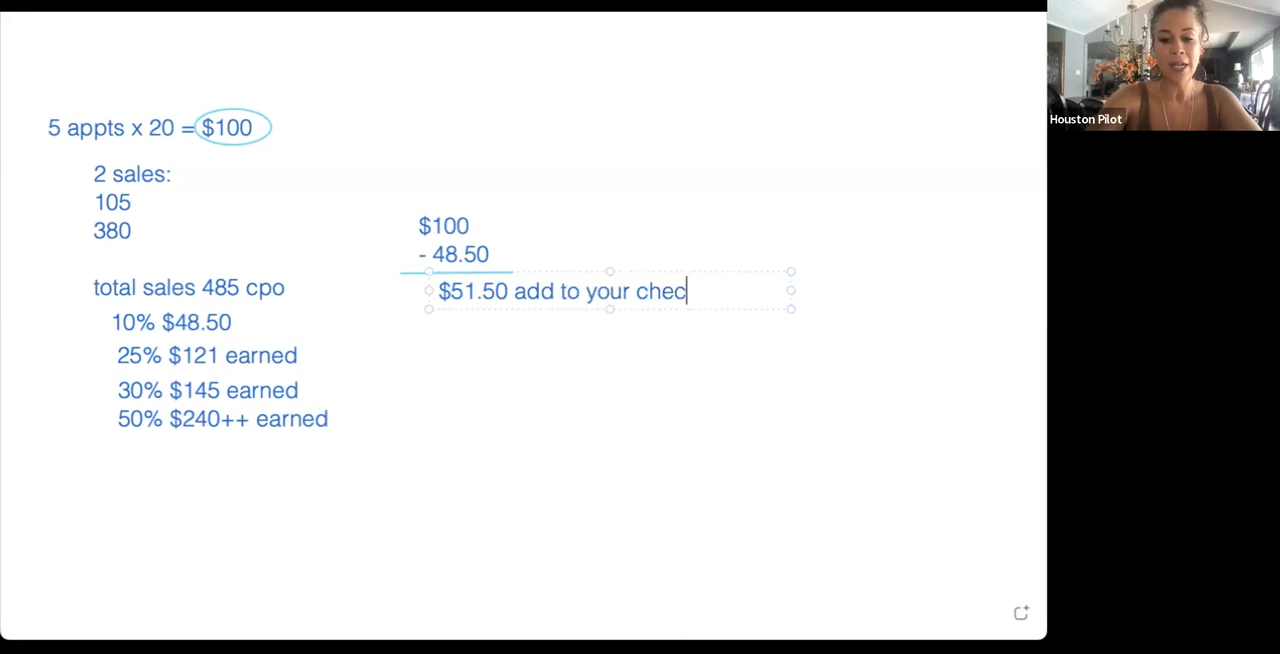 5 appts x 20 = $100
2 sales:
105
380
total sales 485 cpo
10% $48.50
25% $121 earned
30% $145 earned
50% $240++ earned
$100
- 48.50
$51.50 add to your chec
Houston Pilot